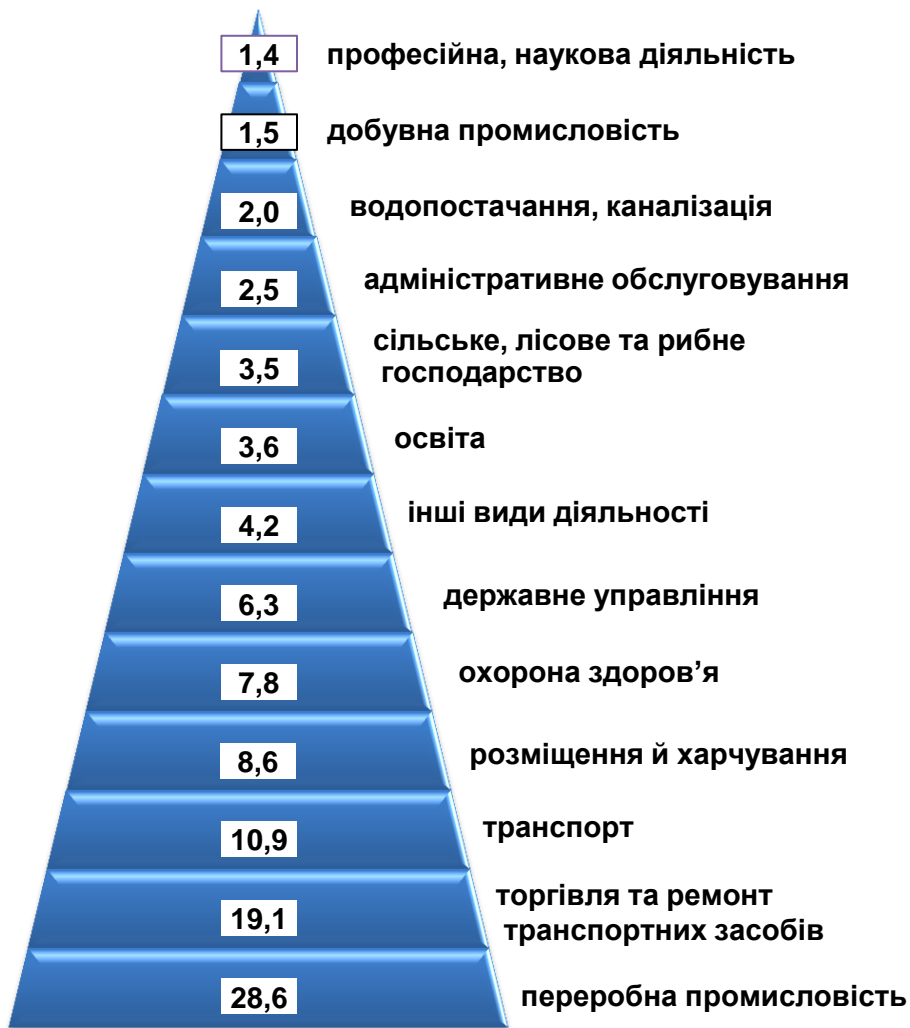 1,4 професійна, наукова діяльність
1,5 добувна промисловість
2,0 водопостачання, каналізація
2,5 адміністративне обслуговування
3,5 сільське, лісове та рибне
господарство
3,6 освіта
4,2 інші види діяльності
6,3 державне управління
7,8 охорона здоров’я
8,6 розміщення й харчування
10,9 транспорт
19,1 торгівля та ремонт
транспортних засобів
28,6 переробна промисловість